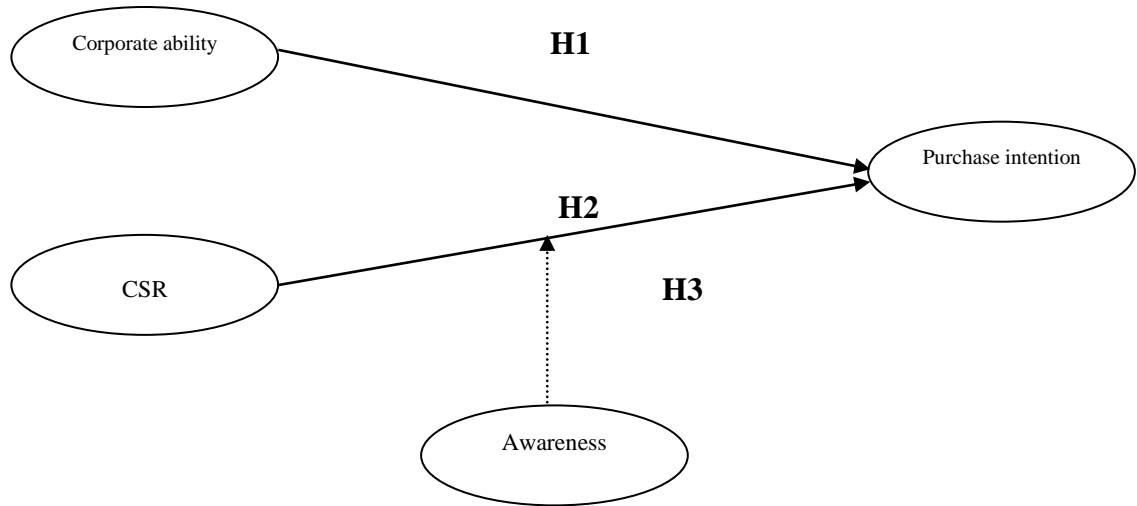 Corporate ability
H1
Purchase intention
H2
CSR
H3
Awareness